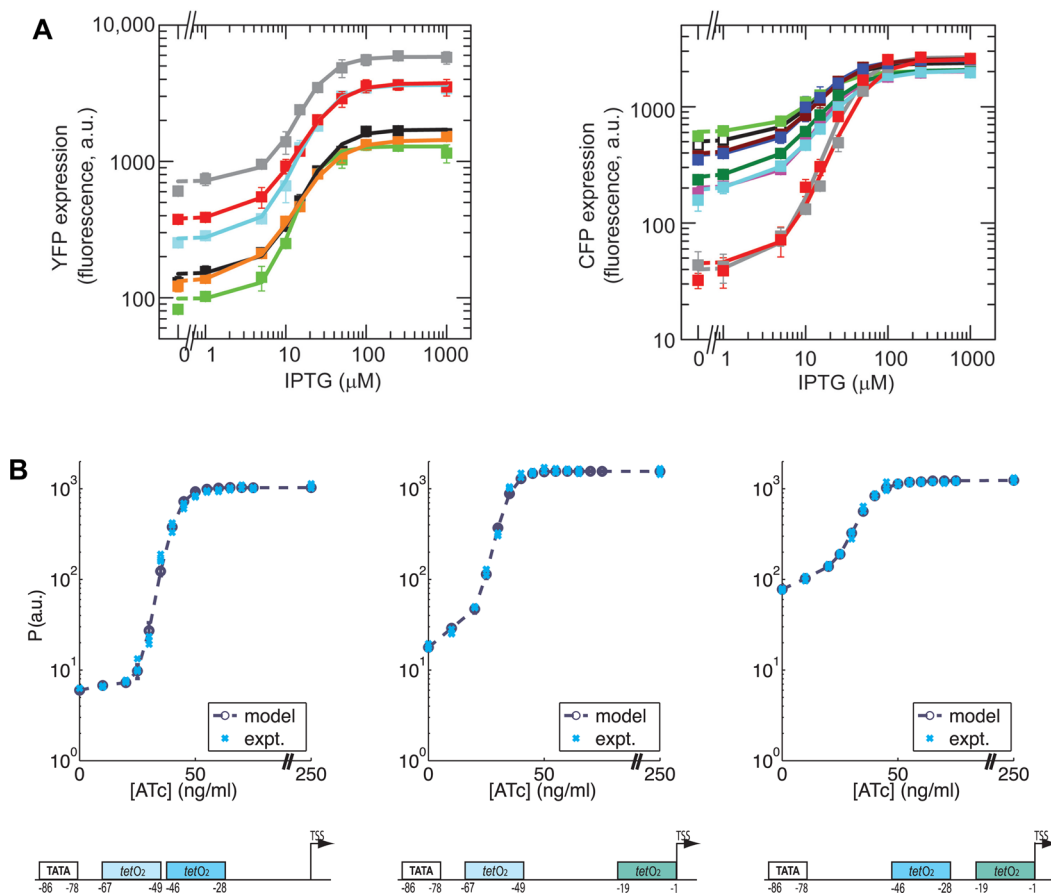 A
10,000
1000
100
YFP expression
(fluorescence, a.u.)
0 1 10 100 1000
IPTG (μM)
1000
100
10
CFP expression
(fluorescence, a.u.)
0 1 10 100 1000
IPTG (μM)
B
10³
10²
10¹
10⁰
P(a.u.)
model
expt.
0 50 250
[ATc] (ng/ml)
10³
10²
10¹
10⁰
model
expt.
0 50 250
[ATc] (ng/ml)
10³
10²
10¹
10⁰
model
expt.
0 50 250
[ATc] (ng/ml)
TSS
TATA tetO₂ tetO₂
-86 -78 -67 -49 -46 -28
TSS
TATA tetO₂ tetO₂
-86 -78 -67 -49 -19 -1
TSS
TATA tetO₂ tetO₂
-86 -78 -46 -28 -19 -1